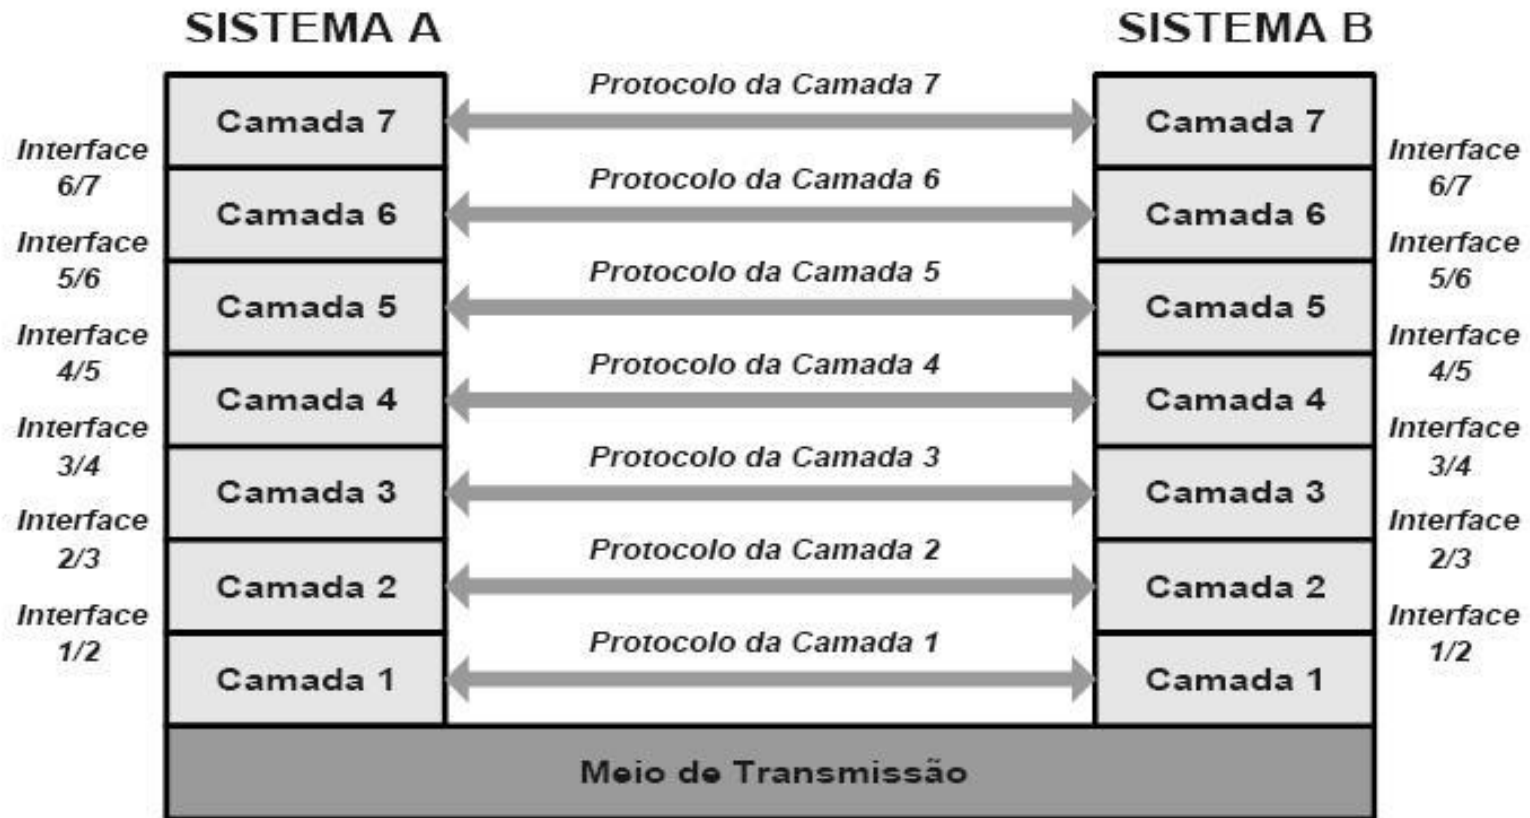 SISTEMA A
SISTEMA B
Protocolo da Camada 7
Camada 7
Camada 7
Interface
6/7
Interface
6/7
Protocolo da Camada 6
Camada 6
Camada 6
Interface
5/6
Interface
5/6
Protocolo da Camada 5
Camada 5
Camada 5
Interface
4/5
Interface
4/5
Protocolo da Camada 4
Camada 4
Camada 4
Interface
3/4
Interface
3/4
Protocolo da Camada 3
Camada 3
Camada 3
Interface
2/3
Interface
2/3
Protocolo da Camada 2
Camada 2
Camada 2
Interface
1/2
Interface
1/2
Protocolo da Camada 1
Camada 1
Camada 1
Meio de Transmissão